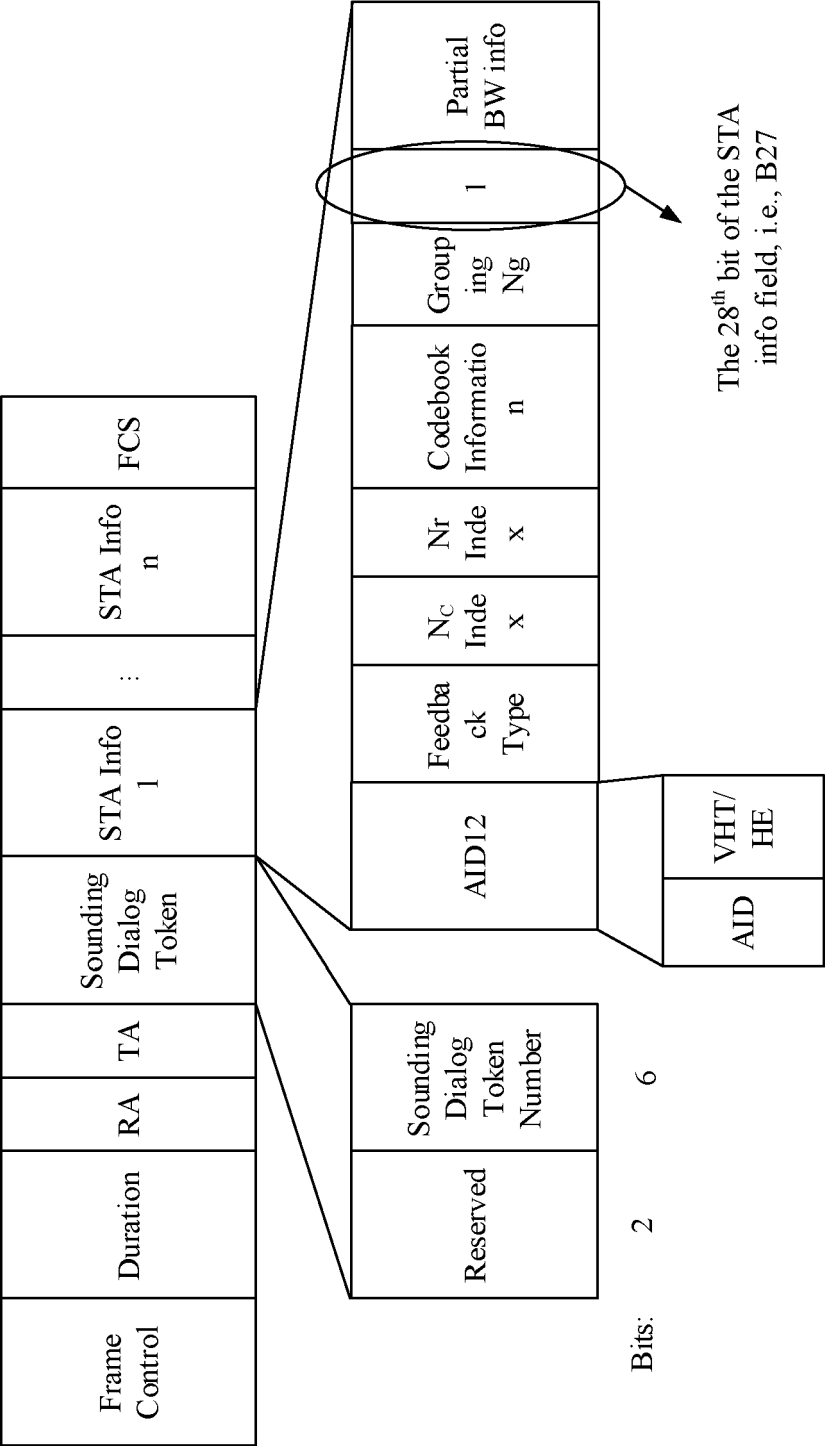 Frame
Control
Duration
RA
TA
Sounding
Dialog
Token
STA Info
1
...
STA Info
n
FCS
Reserved
Sounding
Dialog
Token
Number
Bits:
2
6
AID12
Feedba
ck
Type
NC
Inde
x
Nr
Inde
x
Codebook
Informatio
n
Group
ing
Ng
1
Partial
BW info
AID
VHT/
HE
The 28th bit of the STA
info field, i.e., B27